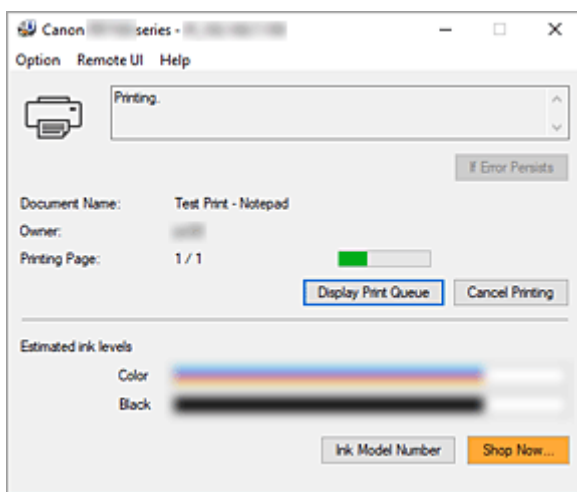 Canon series -
Option Remote UI Help
Printing.
If Error Persists
Document Name: Test Print - Notepad
Owner:
Printing Page: 1 / 1
Display Print Queue Cancel Printing
Estimated ink levels
Color
Black
Ink Model Number Shop Now...